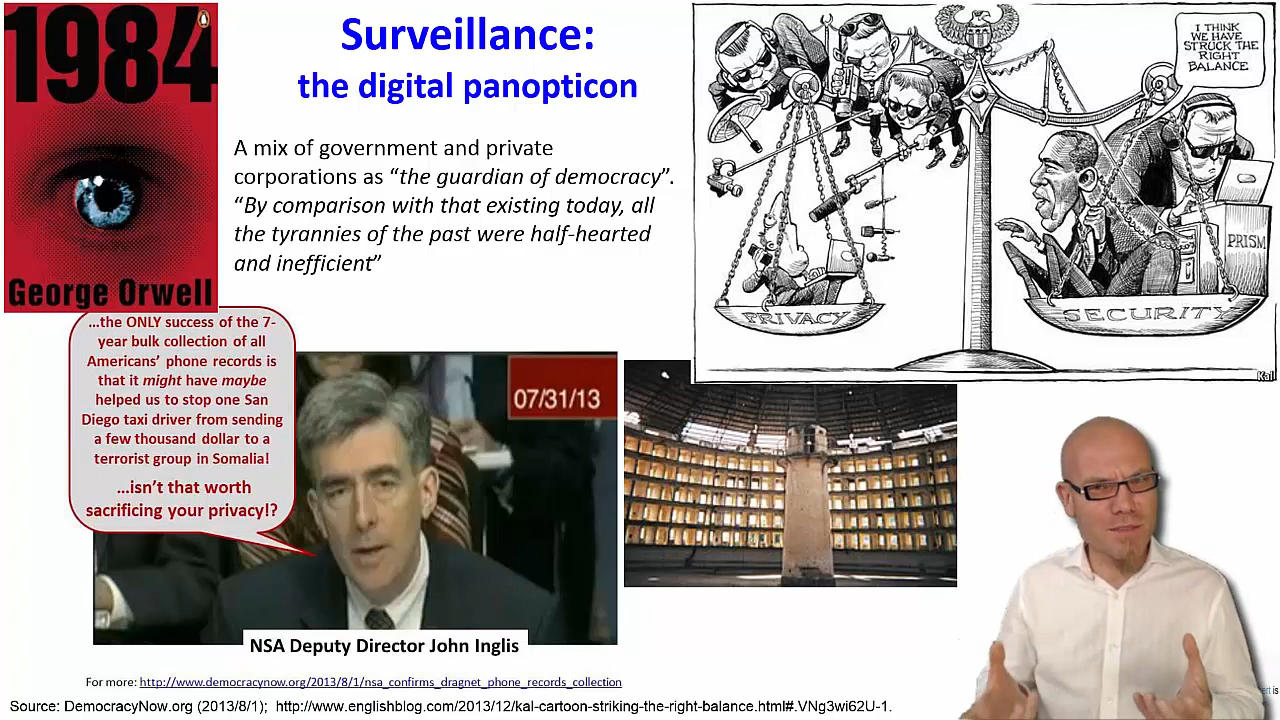 1984
George Orwell
Surveillance:
the digital panopticon
A mix of government and private
corporations as “the guardian of democracy”.
“By comparison with that existing today, all
the tyrannies of the past were half-hearted
and inefficient”
I THINK
WE HAVE
STRUCK THE
RIGHT
BALANCE
PRISM
PRIVACY
SECURITY
Kal
...the ONLY success of the 7-
year bulk collection of all
Americans’ phone records is
that it might have maybe
helped us to stop one San
Diego taxi driver from sending
a few thousand dollar to a
terrorist group in Somalia!
...isn’t that worth
sacrificing your privacy!?
07/31/13
NSA Deputy Director John Inglis
For more: http://www.democracynow.org/2013/8/1/nsa_confirms_dragnet_phone_records_collection
Source: DemocracyNow.org (2013/8/1); http://www.englishblog.com/2013/12/kal-cartoon-striking-the-right-balance.html#.VNg3wi62U-1.